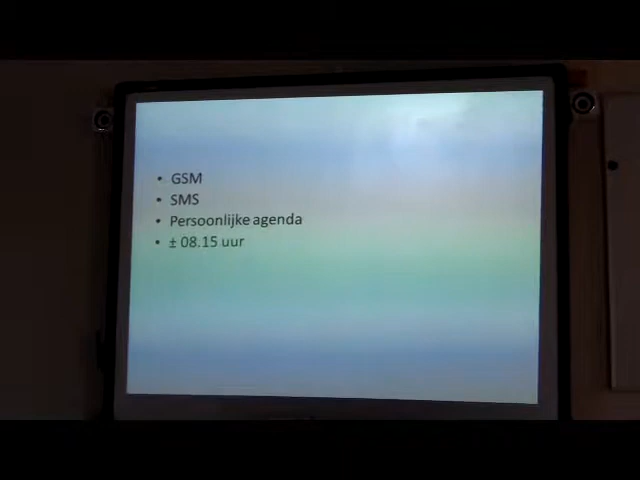 • GSM
• SMS
• Persoonlijke agenda
• ± 08.15 uur